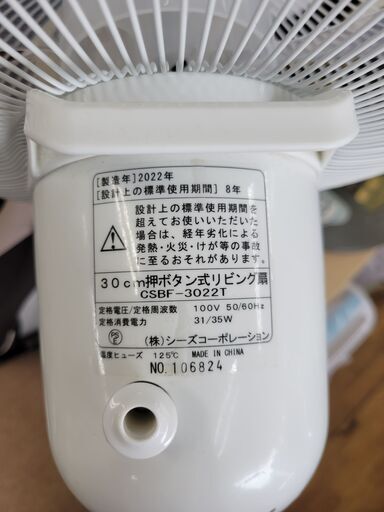 [製造年]2022年
[設計上の標準使用期間] 8年
設計上の標準使用期間を
超えてお使いいただいた
場合は、経年劣化による
発熱・火災・けが等の事故
に至るおそれがあります。
30cm押ボタン式リビング扇
CSBF-3022T
定格電圧/定格周波数 100V 50/60Hz
定格消費電力 31/35W
(株)シーズコーポレーション
温度ヒューズ 125℃ MADE IN CHINA
NO. 106824